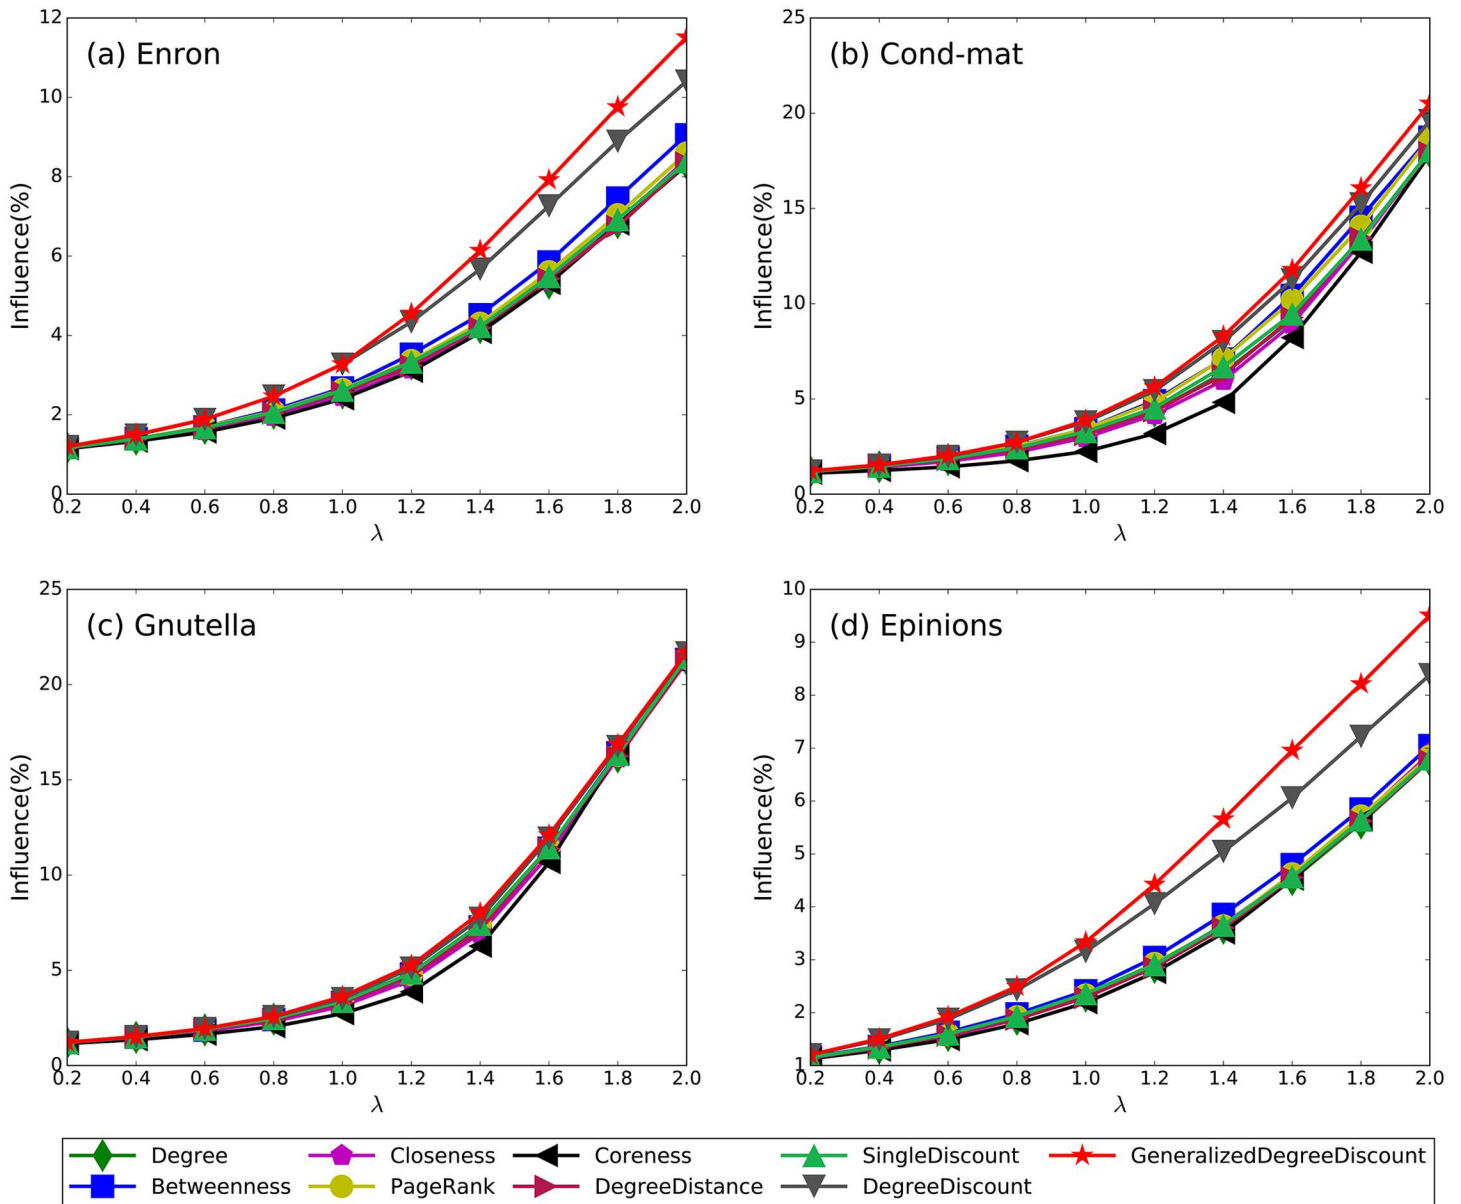 (a) Enron
Influence(%)
12
10
8
6
4
2
0
0.2 0.4 0.6 0.8 1.0 1.2 1.4 1.6 1.8 2.0
λ
(b) Cond-mat
Influence(%)
25
20
15
10
5
0
0.2 0.4 0.6 0.8 1.0 1.2 1.4 1.6 1.8 2.0
λ
(c) Gnutella
Influence(%)
25
20
15
10
5
0
0.2 0.4 0.6 0.8 1.0 1.2 1.4 1.6 1.8 2.0
λ
(d) Epinions
Influence(%)
10
9
8
7
6
5
4
3
2
1
0.2 0.4 0.6 0.8 1.0 1.2 1.4 1.6 1.8 2.0
λ
Degree Closeness Coreness SingleDiscount GeneralizedDegreeDiscount
Betweenness PageRank DegreeDistance DegreeDiscount